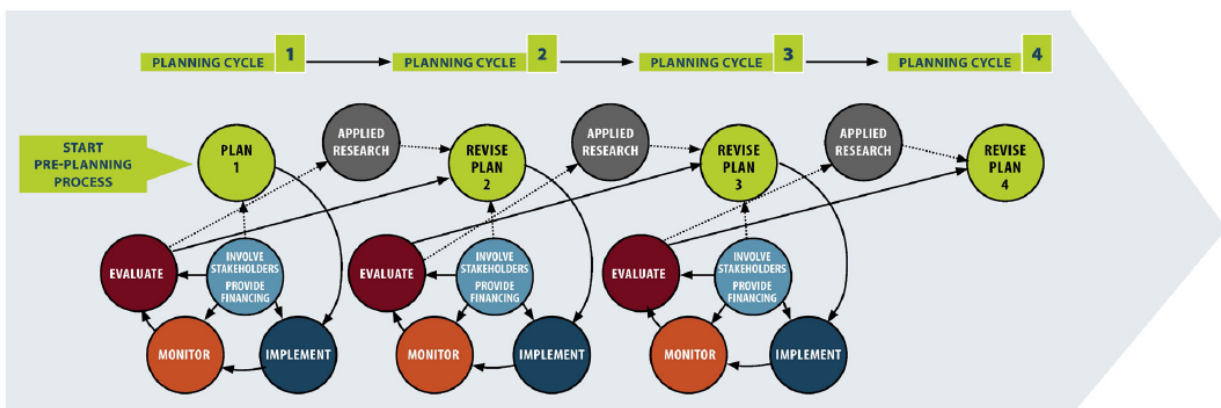 PLANNING CYCLE 1
PLANNING CYCLE 2
PLANNING CYCLE 3
PLANNING CYCLE 4
START
PRE-PLANNING
PROCESS
PLAN
1
APPLIED
RESEARCH
REVISE
PLAN
2
APPLIED
RESEARCH
REVISE
PLAN
3
APPLIED
RESEARCH
REVISE
PLAN
4
EVALUATE
INVOLVE
STAKEHOLDERS
PROVIDE
FINANCING
MONITOR
IMPLEMENT
EVALUATE
INVOLVE
STAKEHOLDERS
PROVIDE
FINANCING
MONITOR
IMPLEMENT
EVALUATE
INVOLVE
STAKEHOLDERS
PROVIDE
FINANCING
MONITOR
IMPLEMENT